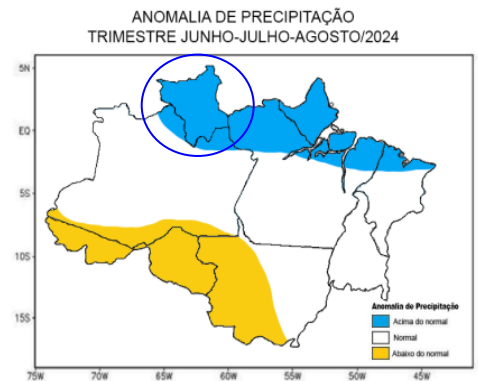 ANOMALIA DE PRECIPITAÇÃO
TRIMESTRE JUNHO-JULHO-AGOSTO/2024
5N
EQ
5S
10S
15S
Anomalia de Precipitação
Acima do normal
Normal
Abaixo do normal
75W 70W 65W 60W 55W 50W 45W